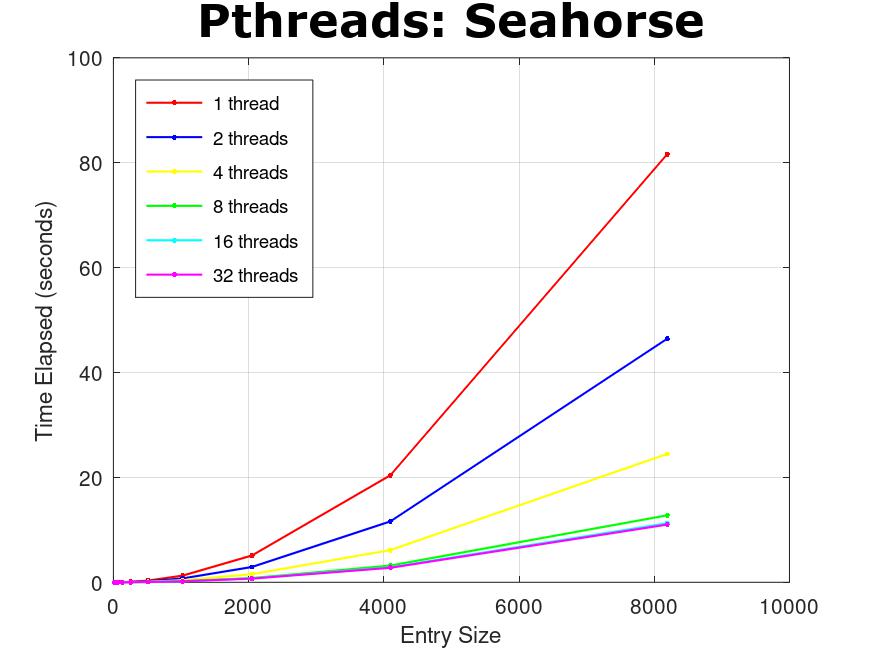 Pthreads: Seahorse
100
80
60
40
20
0
Time Elapsed (seconds)
1 thread
2 threads
4 threads
8 threads
16 threads
32 threads
0 2000 4000 6000 8000 10000
Entry Size